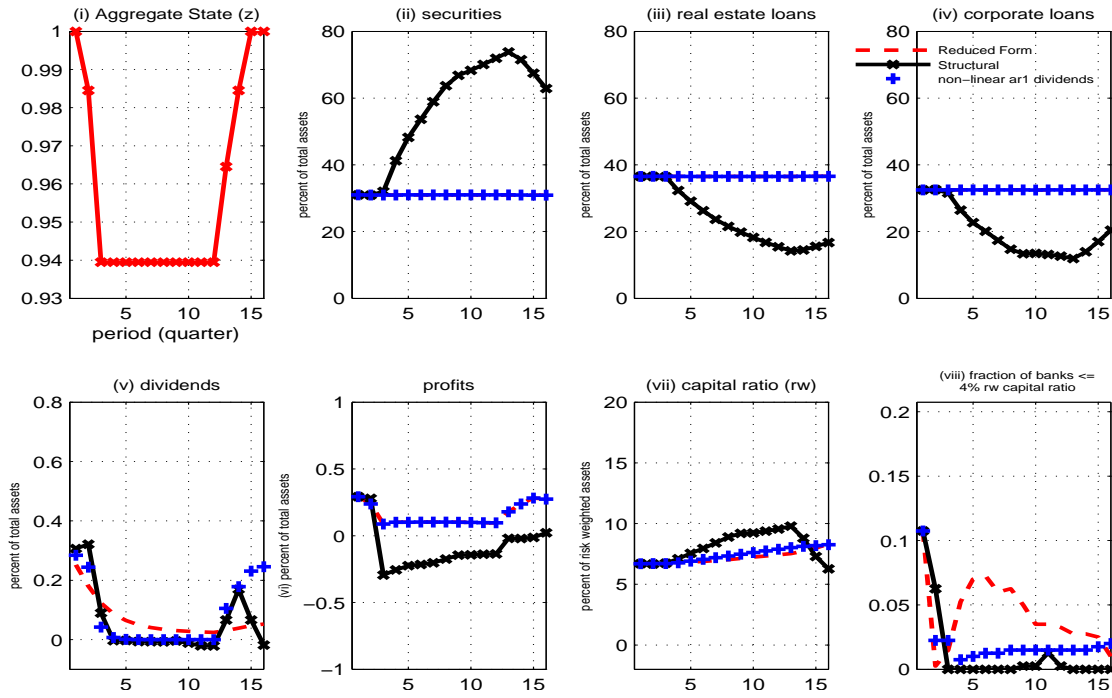 (i) Aggregate State (z)
1
0.99
0.98
0.97
0.96
0.95
0.94
0.93
5 10 15
period (quarter)
(ii) securities
percent of total assets
80
60
40
20
0
5 10 15
(iii) real estate loans
percent of total assets
80
60
40
20
0
5 10 15
(iv) corporate loans
Reduced Form
Structural
non−linear ar1 dividends
percent of total assets
80
60
40
20
0
5 10 15
(v) dividends
percent of total assets
0.8
0.6
0.4
0.2
0
5 10 15
profits
(vi) percent of total assets
1
0.5
0
−0.5
−1
5 10 15
(vii) capital ratio (rw)
percent of risk weighted assets
20
15
10
5
0
5 10 15
(viii) fraction of banks <=
4% rw capital ratio
0.2
0.15
0.1
0.05
0
5 10 15